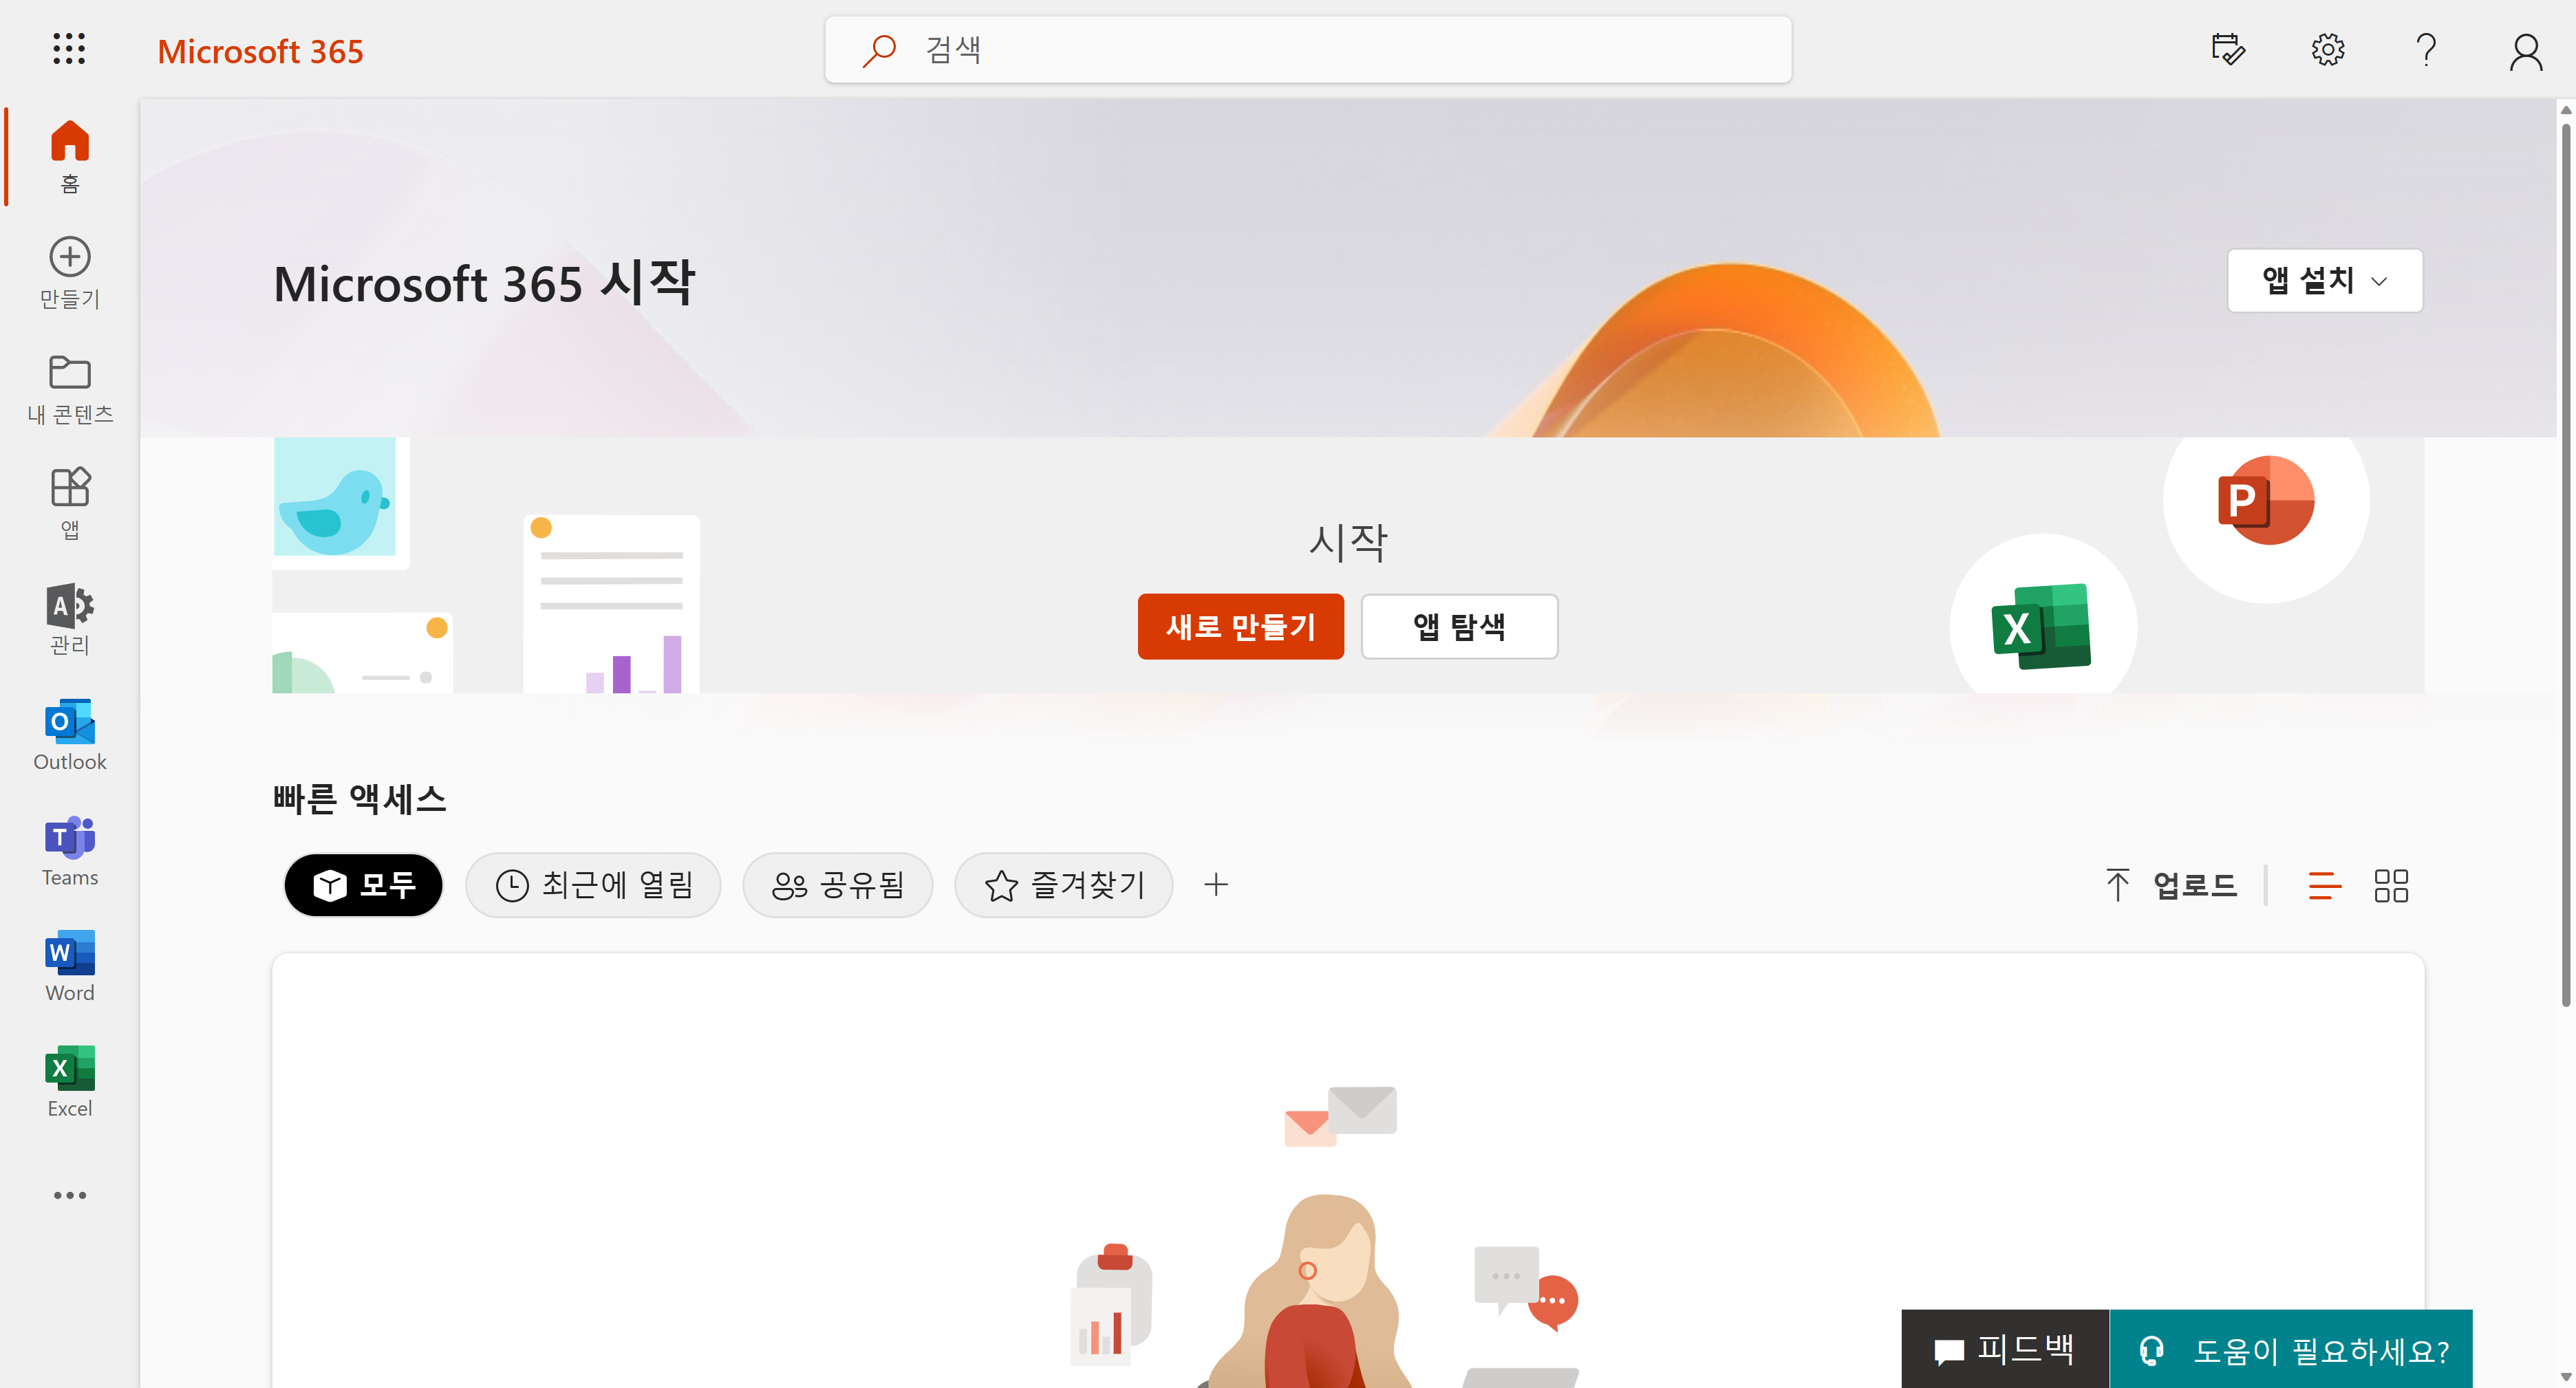 Microsoft 365
검색
홈
만들기
내 콘텐츠
앱
관리
Outlook
Teams
Word
Excel
Microsoft 365 시작
앱 설치
시작
새로 만들기
앱 탐색
빠른 액세스
모두
최근에 열림
공유됨
즐겨찾기
업로드
피드백
도움이 필요하세요?